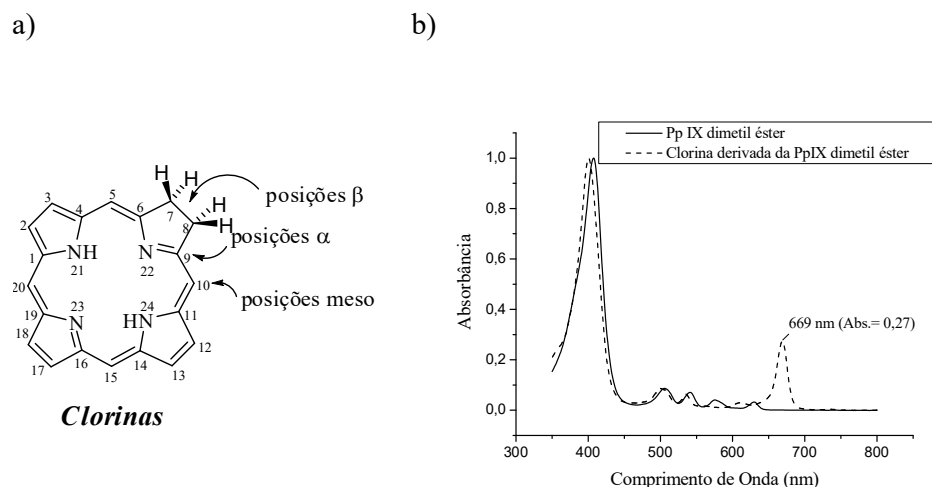 a)
b)
H
H
H
H
posições β
posições α
posições meso
1
2
3
4
5
6
7
8
9
10
11
12
13
14
15
16
17
18
19
20
NH
21
N
22
N
23
HN
24
Clorinas
Pp IX dimetil éster
Clorina derivada da PpIX dimetil éster
1,0
0,8
0,6
0,4
0,2
0,0
Absorbância
669 nm (Abs.= 0,27)
300 400 500 600 700 800
Comprimento de Onda (nm)